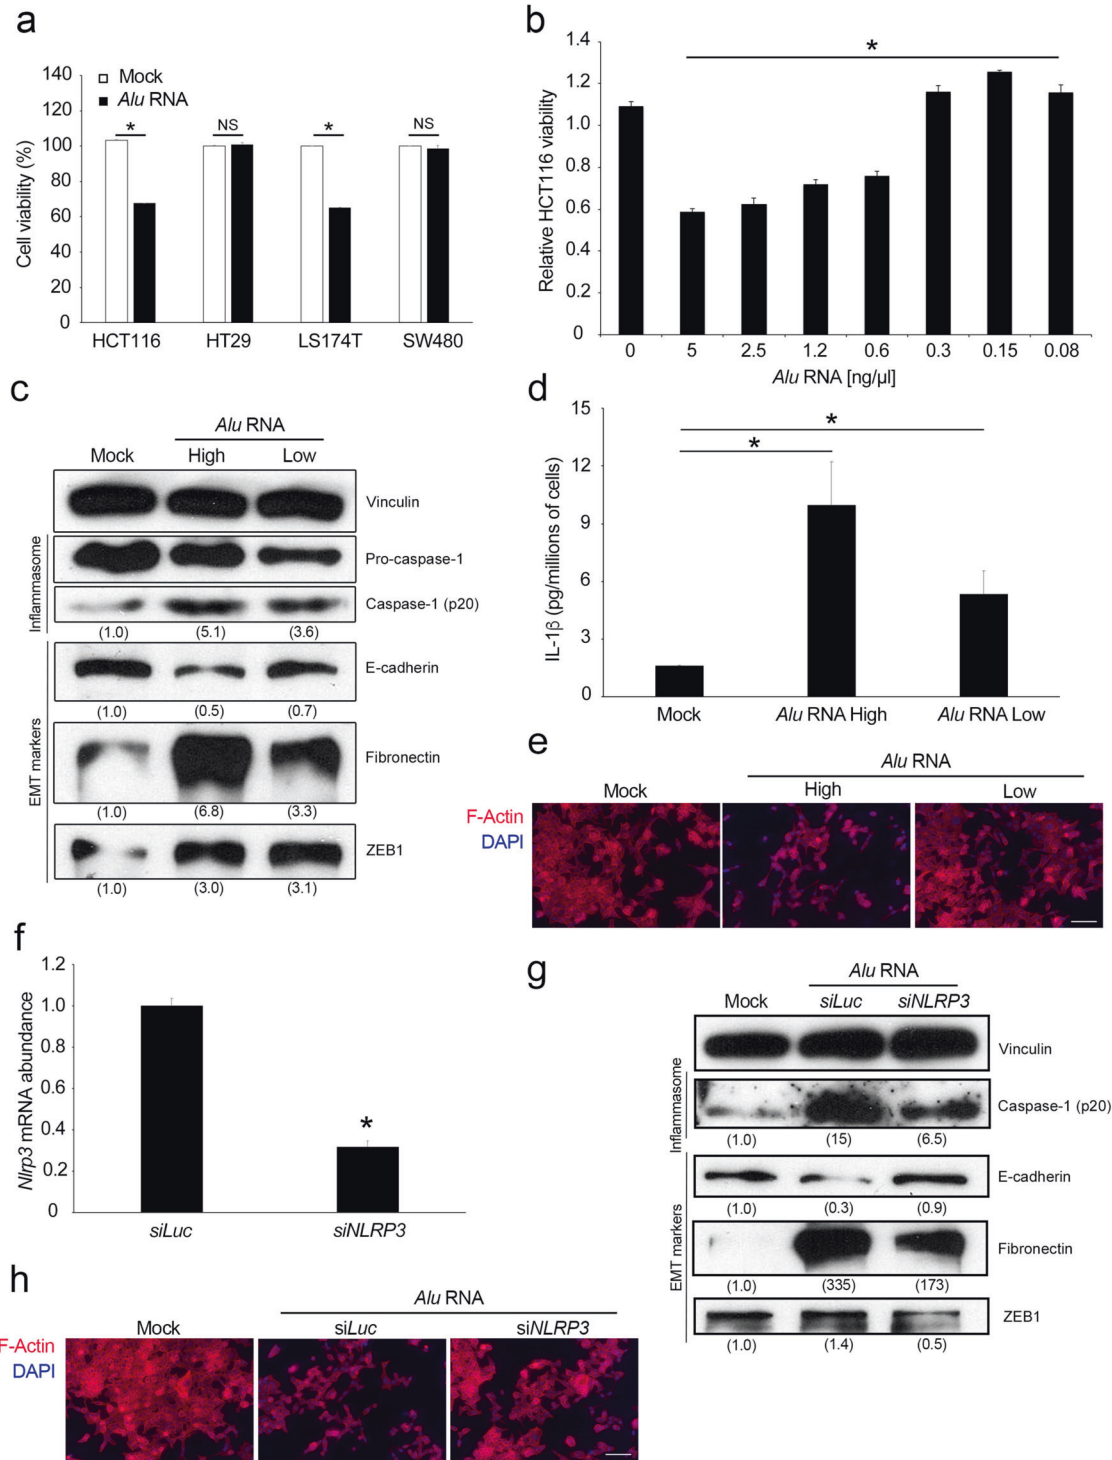 a
Mock
Alu RNA
Cell viability (%)
140
120
100
80
60
40
20
0
*
NS
*
NS
HCT116 HT29 LS174T SW480
b
Relative HCT116 viability
1.4
1.2
1.0
0.8
0.6
0.4
0.2
0
*
0 5 2.5 1.2 0.6 0.3 0.15 0.08
Alu RNA [ng/µl]
c
Alu RNA
Mock High Low
Vinculin
Inflammasome
Pro-caspase-1
Caspase-1 (p20)
(1.0) (5.1) (3.6)
EMT markers
E-cadherin
(1.0) (0.5) (0.7)
Fibronectin
(1.0) (6.8) (3.3)
ZEB1
(1.0) (3.0) (3.1)
d
IL-1β (pg/millions of cells)
15
12
9
6
3
0
*
*
Mock Alu RNA High Alu RNA Low
e
Alu RNA
Mock High Low
F-Actin
DAPI
f
Nlrp3 mRNA abundance
1.2
1.0
0.8
0.6
0.4
0.2
0
*
siLuc siNLRP3
g
Alu RNA
Mock siLuc siNLRP3
Vinculin
Inflammasome
Caspase-1 (p20)
(1.0) (15) (6.5)
EMT markers
E-cadherin
(1.0) (0.3) (0.9)
Fibronectin
(1.0) (335) (173)
ZEB1
(1.0) (1.4) (0.5)
h
Alu RNA
Mock siLuc siNLRP3
F-Actin
DAPI